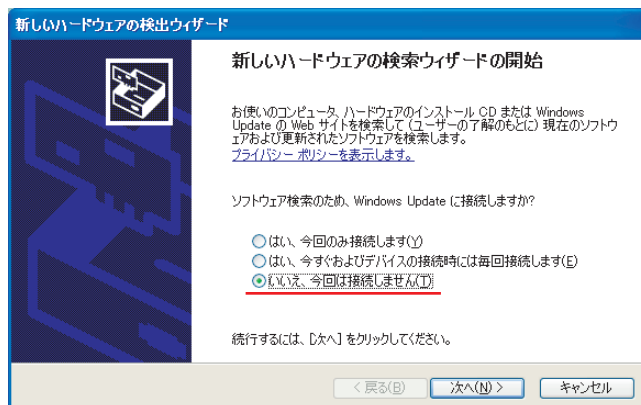 新しいハードウェアの検出ウィザード
新しいハードウェアの検索ウィザードの開始
お使いのコンピュータ、ハードウェアのインストール CD または Windows
Update の Web サイトを検索して (ユーザーの了解のもとに) 現在のソフトウ
ェアおよび更新されたソフトウェアを検索します。
プライバシー ポリシーを表示します。
ソフトウェア検索のため、Windows Update に接続しますか?
はい、今回のみ接続します(Y)
はい、今すぐおよびデバイスの接続時には毎回接続します(E)
いいえ、今回は接続しません(T)
続行するには、[次へ] をクリックしてください。
< 戻る(B) 次へ(N) > キャンセル